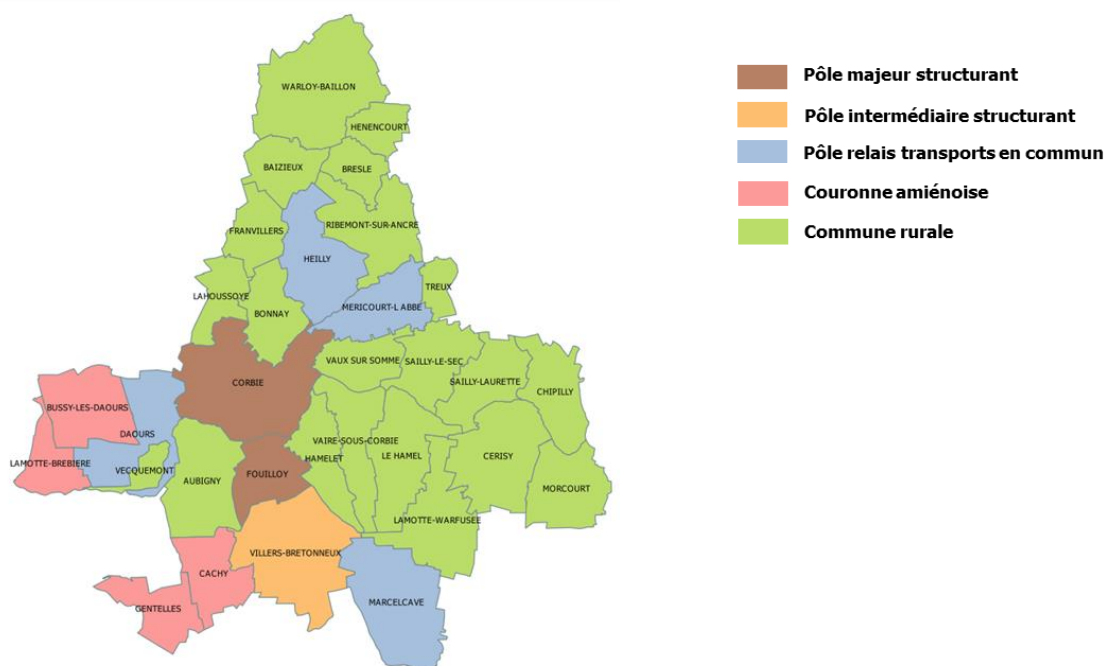 WARLOY-BAILLON
HENENCOURT
BAIZIEUX
BRESLE
FRANVILLERS
RIBEMONT-SUR-ANCRE
HEILLY
LAHOUSSOYE
TREUX
BONNAY
MERICOURT-L ABBE
VAUX SUR SOMME
SAILLY-LE-SEC
CORBIE
SAILLY-LAURETTE
CHIPILLY
BUSSY-LES-DAOURS
DAOURS
VAIRE-SOUS-CORBIE
LAMOTTE-BREBIERE
VECQUEMONT
HAMELET
LE HAMEL
CERISY
AUBIGNY
FOUILLOY
MORCOURT
LAMOTTE-WARFUSEE
VILLERS-BRETONNEUX
CACHY
MARCELCAVE
GENTELLES
Pôle majeur structurant
Pôle intermédiaire structurant
Pôle relais transports en commun
Couronne amiénoise
Commune rurale